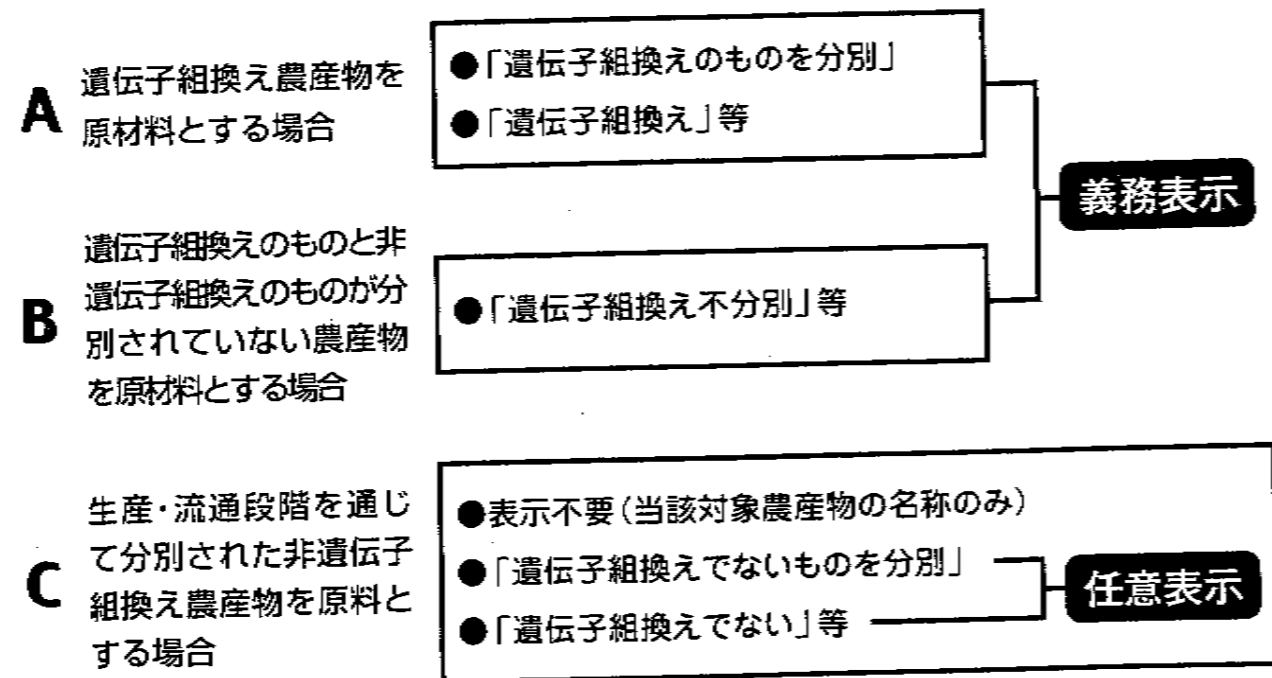 A
遺伝子組換え農産物を
原材料とする場合
●「遺伝子組換えのものを分別」
●「遺伝子組換え」等
義務表示
B
遺伝子組換えのものと非
遺伝子組換えのものが分
別されていない農産物
を原材料とする場合
●「遺伝子組換え不分別」等
C
生産・流通段階を通じ
て分別された非遺伝子
組換え農産物を原料と
する場合
●表示不要(当該対象農産物の名称のみ)
●「遺伝子組換えでないものを分別」
●「遺伝子組換えでない」等
任意表示